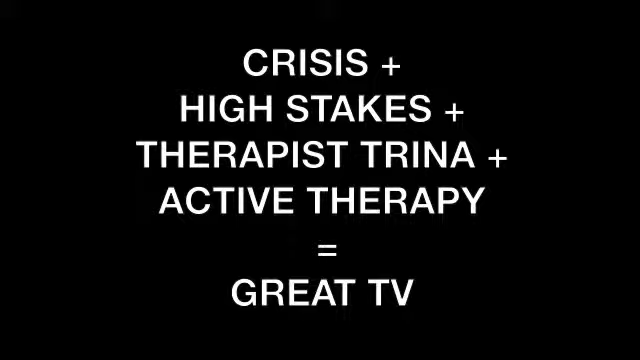 CRISIS +
HIGH STAKES +
THERAPIST TRINA +
ACTIVE THERAPY
=
GREAT TV